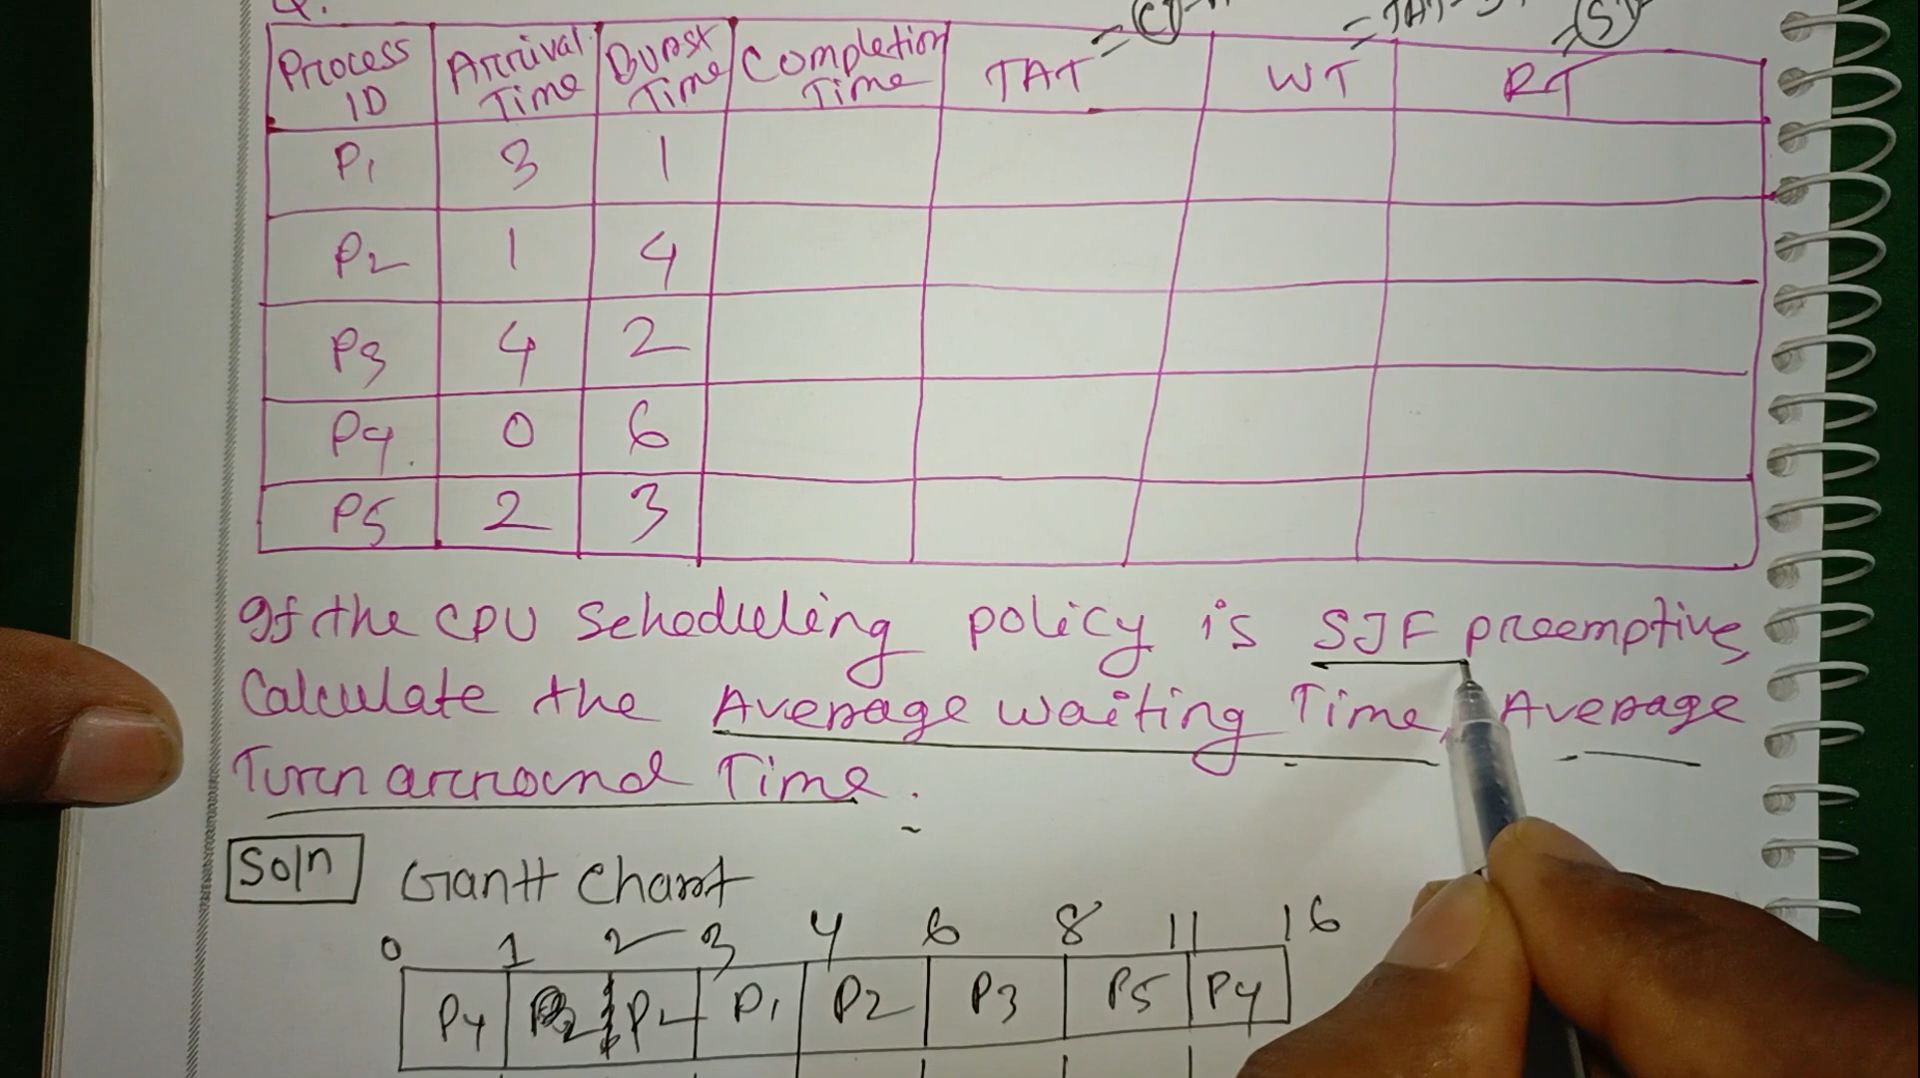 Process ID
Arrival Time
Burst Time
Completion Time
TAT
WT
RT
P1 3 1
P2 1 4
P3 4 2
P4 0 6
P5 2 3
If the CPU Scheduling policy is SJF preemptive,
Calculate the Average waiting Time, Average
Turn around Time.
Soln Gantt Chart
0 1 2 3 4 6 8 11 16
P4 P2 P2 P1 P2 P3 P5 P4